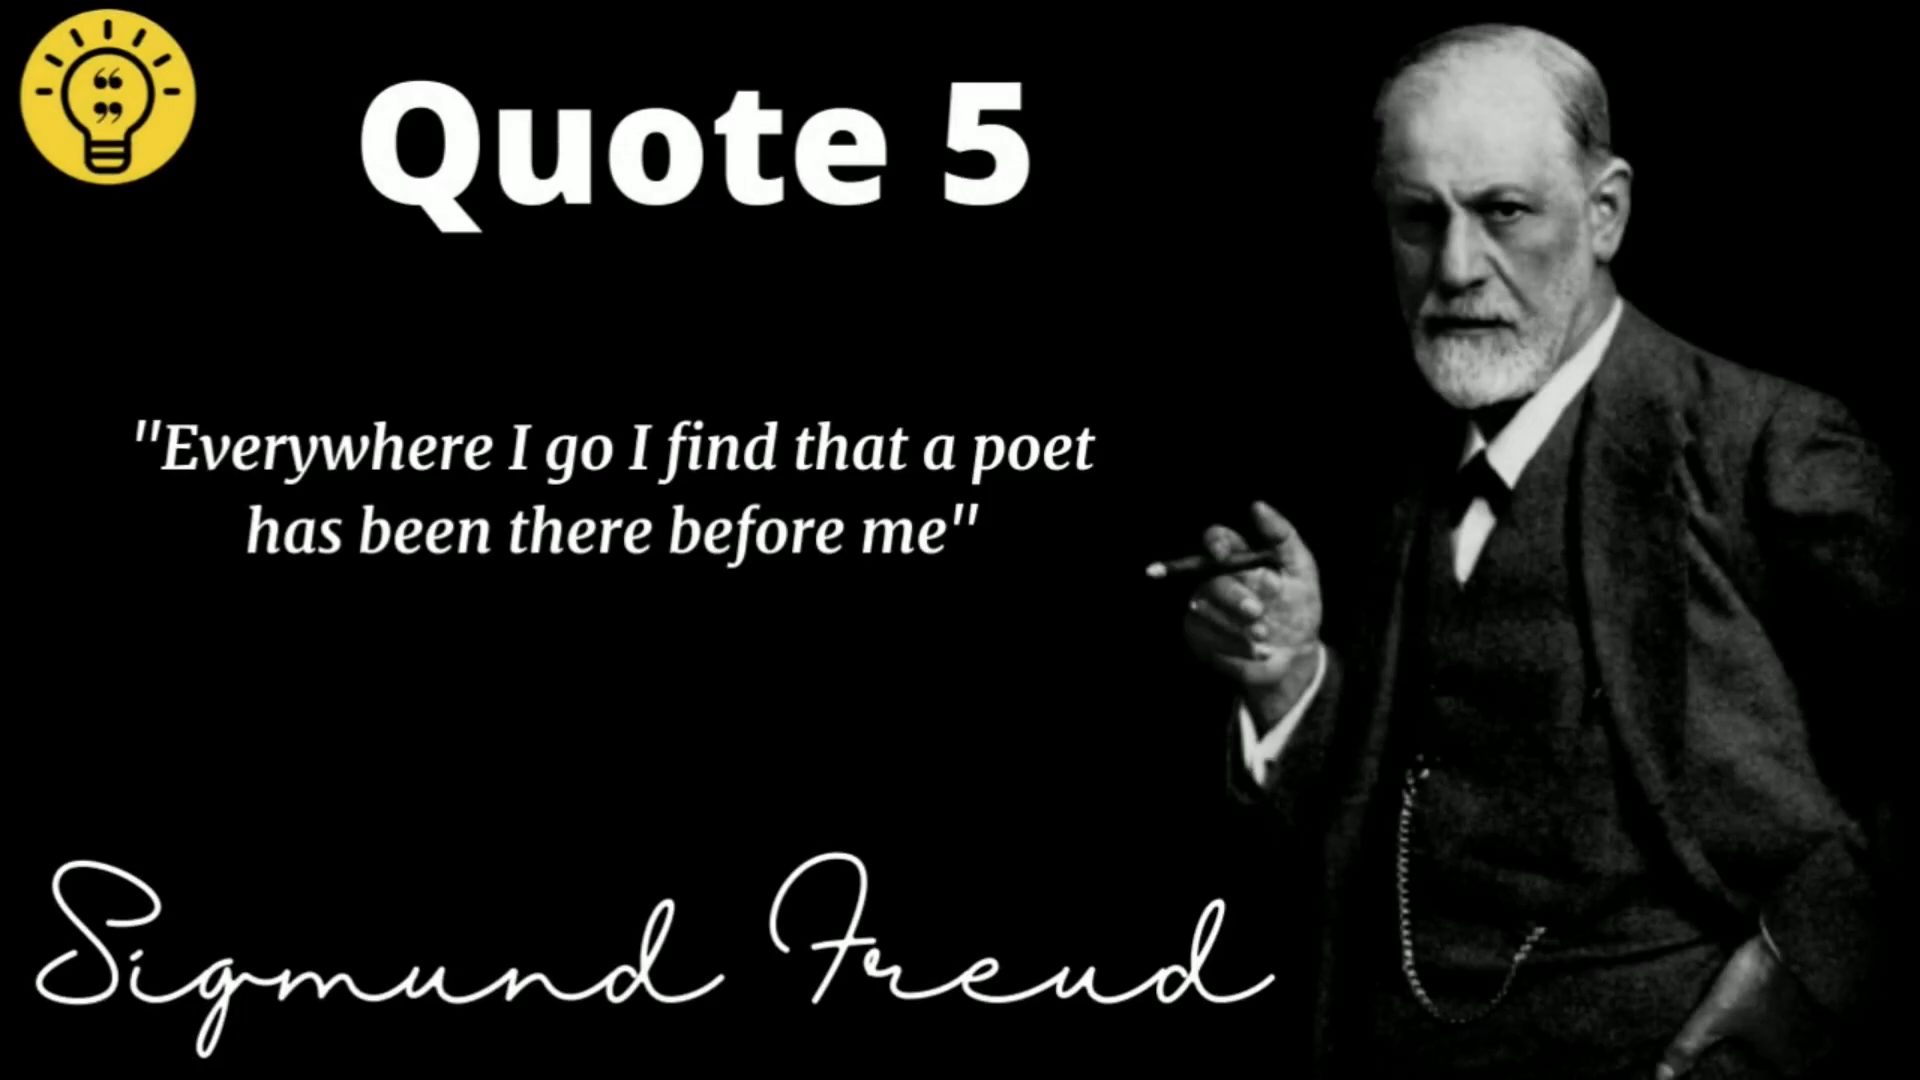 Quote 5
"Everywhere I go I find that a poet
has been there before me"
Sigmund Freud